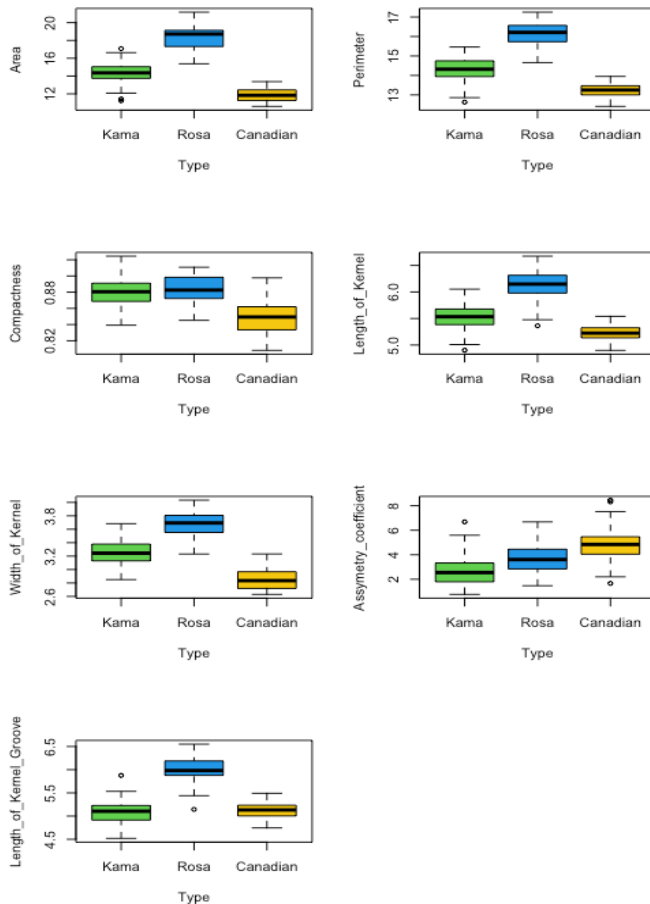 Area
20
16
12
Kama Rosa Canadian
Type
Perimeter
17
15
13
Kama Rosa Canadian
Type
Compactness
0.88
0.82
Kama Rosa Canadian
Type
Length_of_Kernel
6.0
5.0
Kama Rosa Canadian
Type
Width_of_Kernel
3.8
3.2
2.6
Kama Rosa Canadian
Type
Assymetry_coefficient
8
6
4
2
Kama Rosa Canadian
Type
Length_of_Kernel_Groove
6.5
5.5
4.5
Kama Rosa Canadian
Type